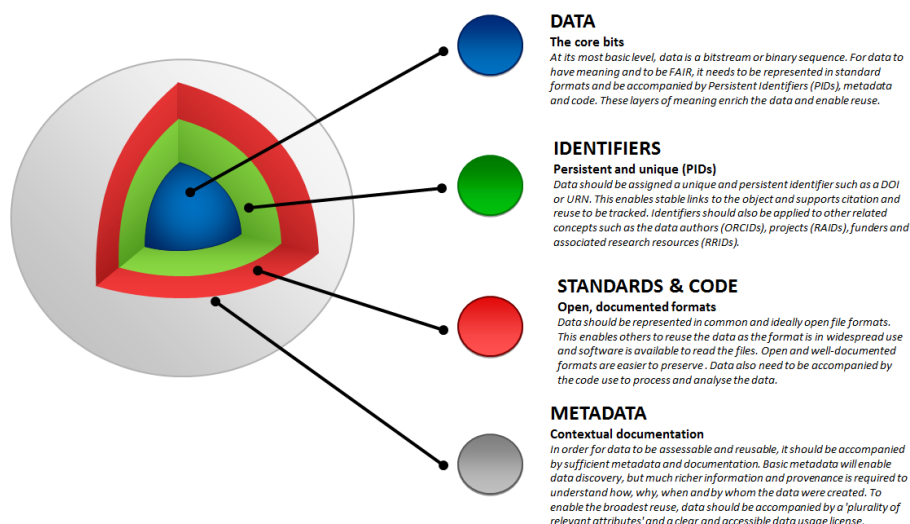 DATA
The core bits
At its most basic level, data is a bitstream or binary sequence. For data to
have meaning and to be FAIR, it needs to be represented in standard
formats and be accompanied by Persistent Identifiers (PIDs), metadata
and code. These layers of meaning enrich the data and enable reuse.
IDENTIFIERS
Persistent and unique (PIDs)
Data should be assigned a unique and persistent identifier such as a DOI
or URN. This enables stable links to the object and supports citation and
reuse to be tracked. Identifiers should also be applied to other related
concepts such as the data authors (ORCIDs), projects (RAIDs), funders and
associated research resources (RRIDs).
STANDARDS & CODE
Open, documented formats
Data should be represented in common and ideally open file formats.
This enables others to reuse the data as the format is in widespread use
and software is available to read the files. Open and well-documented
formats are easier to preserve . Data also need to be accompanied by
the code use to process and analyse the data.
METADATA
Contextual documentation
In order for data to be assessable and reusable, it should be accompanied
by sufficient metadata and documentation. Basic metadata will enable
data discovery, but much richer information and provenance is required to
understand how, why, when and by whom the data were created. To
enable the broadest reuse, data should be accompanied by a 'plurality of
relevant attributes' and a clear and accessible data usage license.